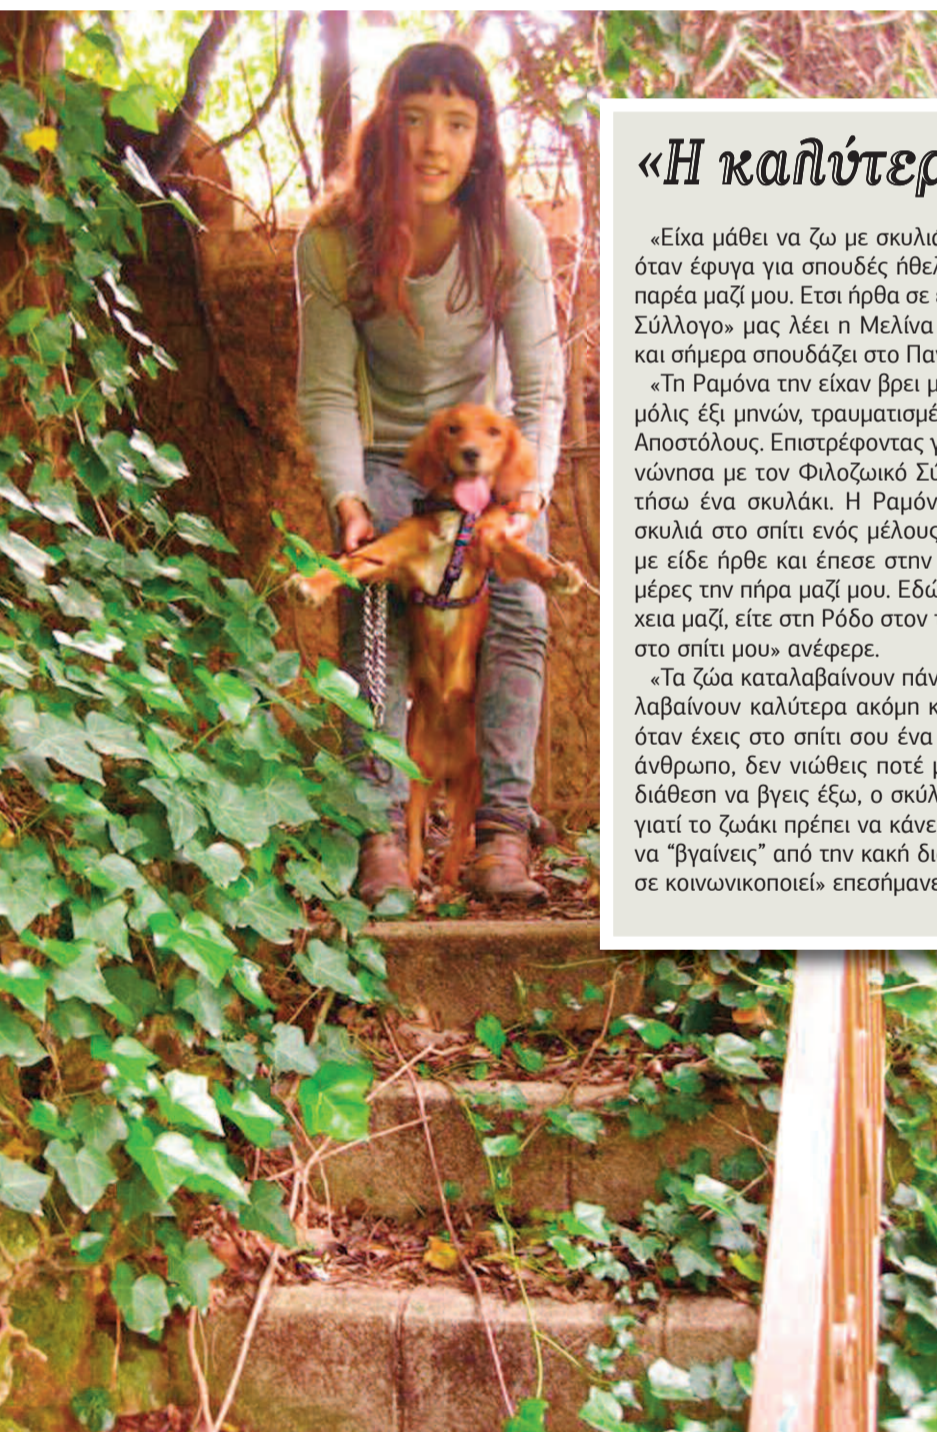 «Η καλύτερ
«Είχα μάθει να ζω με σκυλιά
όταν έφυγα για σπουδές ήθελ
παρέα μαζί μου. Ετσι ήρθα σε
Σύλλογο» μας λέει η Μελίνα
και σήμερα σπουδάζει στο Πα
«Τη Ραμόνα την είχαν βρει μ
μόλις έξι μηνών, τραυματισμέ
Αποστόλους. Επιστρέφοντας γ
νώνησα με τον Φιλοζωικό Σύ
τήσω ένα σκυλάκι. Η Ραμόν
σκυλιά στο σπίτι ενός μέλους
με είδε ήρθε και έπεσε στην
μέρες την πήρα μαζί μου. Εδώ
χεια μαζί, είτε στη Ρόδο στον
στο σπίτι μου» ανέφερε.
«Τα ζώα καταλαβαίνουν πάν
λαβαίνουν καλύτερα ακόμη κ
όταν έχεις στο σπίτι σου ένα
άνθρωπο, δεν νιώθεις ποτέ μ
διάθεση να βγεις έξω, ο σκύλ
γιατί το ζωάκι πρέπει να κάνε
να “βγαίνεις” από την κακή δι
σε κοινωνικοποιεί» επεσήμανε